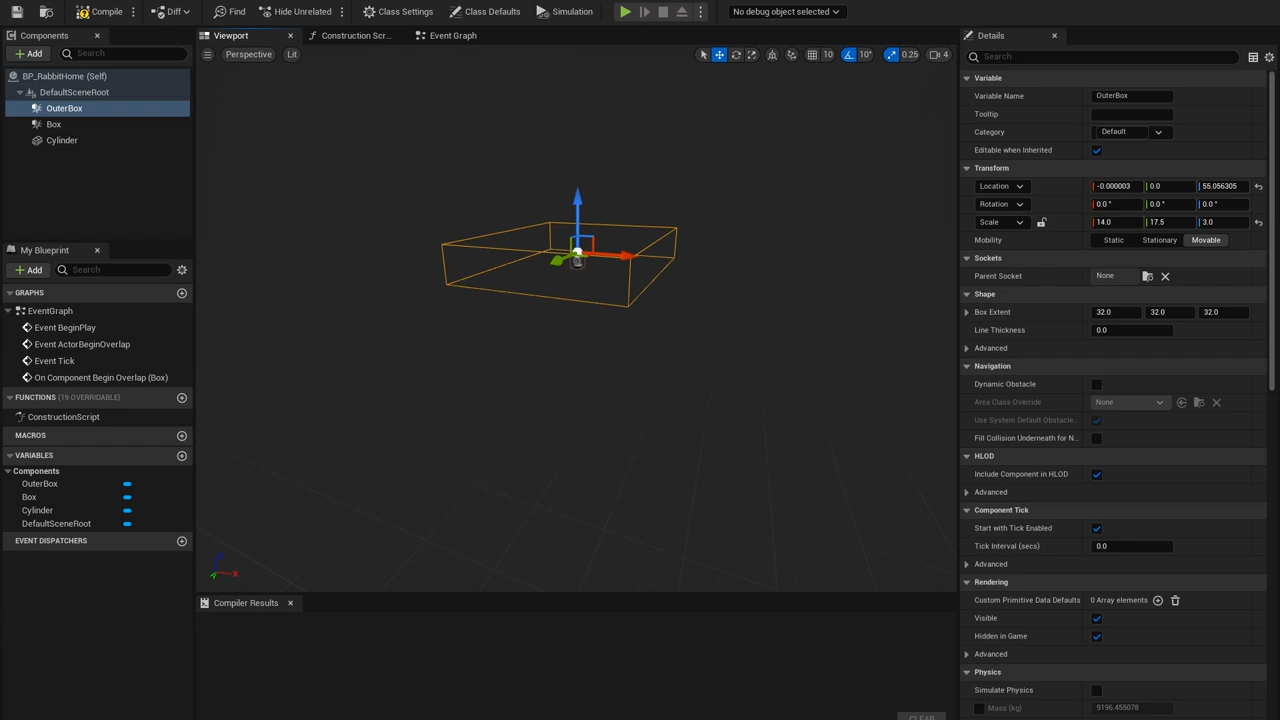 Compile
Diff
Find
Hide Unrelated
Class Settings
Class Defaults
Simulation
No debug object selected
Components
Add
Search
BP_RabbitHome (Self)
DefaultSceneRoot
OuterBox
Box
Cylinder
My Blueprint
Add
Search
GRAPHS
EventGraph
Event BeginPlay
Event ActorBeginOverlap
Event Tick
On Component Begin Overlap (Box)
FUNCTIONS (19 OVERRIDABLE)
ConstructionScript
MACROS
VARIABLES
Components
OuterBox
Box
Cylinder
DefaultSceneRoot
EVENT DISPATCHERS
Viewport
Construction Scr...
Event Graph
Perspective
Lit
10
10°
0.25
4
X
Compiler Results
CLEAR
Details
Search
Variable
Variable Name OuterBox
Tooltip
Category Default
Editable when Inherited
Transform
Location -0.000003 0.0 55.056305
Rotation 0.0 ° 0.0 ° 0.0 °
Scale 14.0 17.5 3.0
Mobility Static Stationary Movable
Sockets
Parent Socket None
Shape
Box Extent 32.0 32.0 32.0
Line Thickness 0.0
Advanced
Navigation
Dynamic Obstacle
Area Class Override None
Use System Default Obstacle...
Fill Collision Underneath for N...
HLOD
Include Component in HLOD
Advanced
Component Tick
Start with Tick Enabled
Tick Interval (secs) 0.0
Advanced
Rendering
Custom Primitive Data Defaults 0 Array elements
Visible
Hidden in Game
Advanced
Physics
Simulate Physics
Mass (kg) 9196.455078